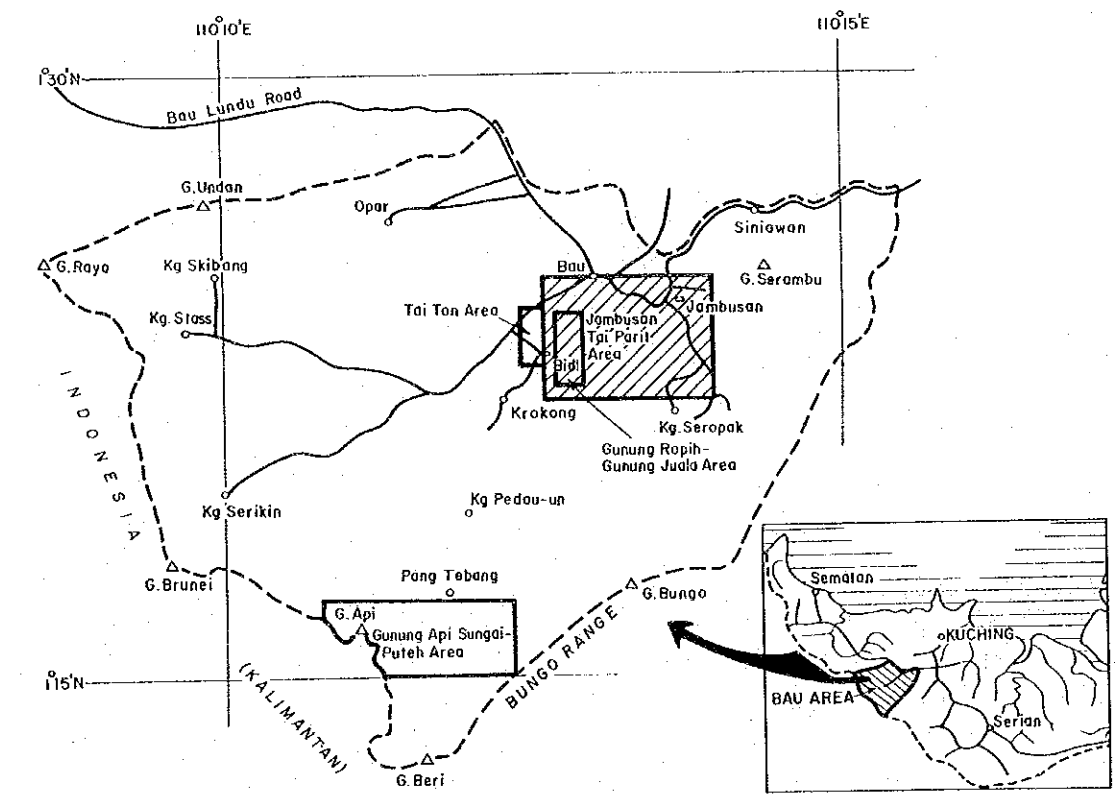 110°10'E
110°15'E
1°30'N
Bau Lundu Road
G.Undan
Opar
Siniawan
G.Raya
Kg Skibang
Bau
G.Serambu
Jambusan
Tai Ton Area
Kg. Stass
Jambusan
Tai Parit
Area
Bidi
Krokong
Kg.Seropak
Gunung Ropih-
Gunung Juala Area
INDONESIA
Kg Serikin
Kg Pedau-un
G.Brunei
Pang Tebang
G.Bungo
G.Api
Gunung Api Sungai-
Puteh Area
BUNGO RANGE
1°15'N
(KALIMANTAN)
G.Beri
Sematan
KUCHING
BAU AREA
Serian